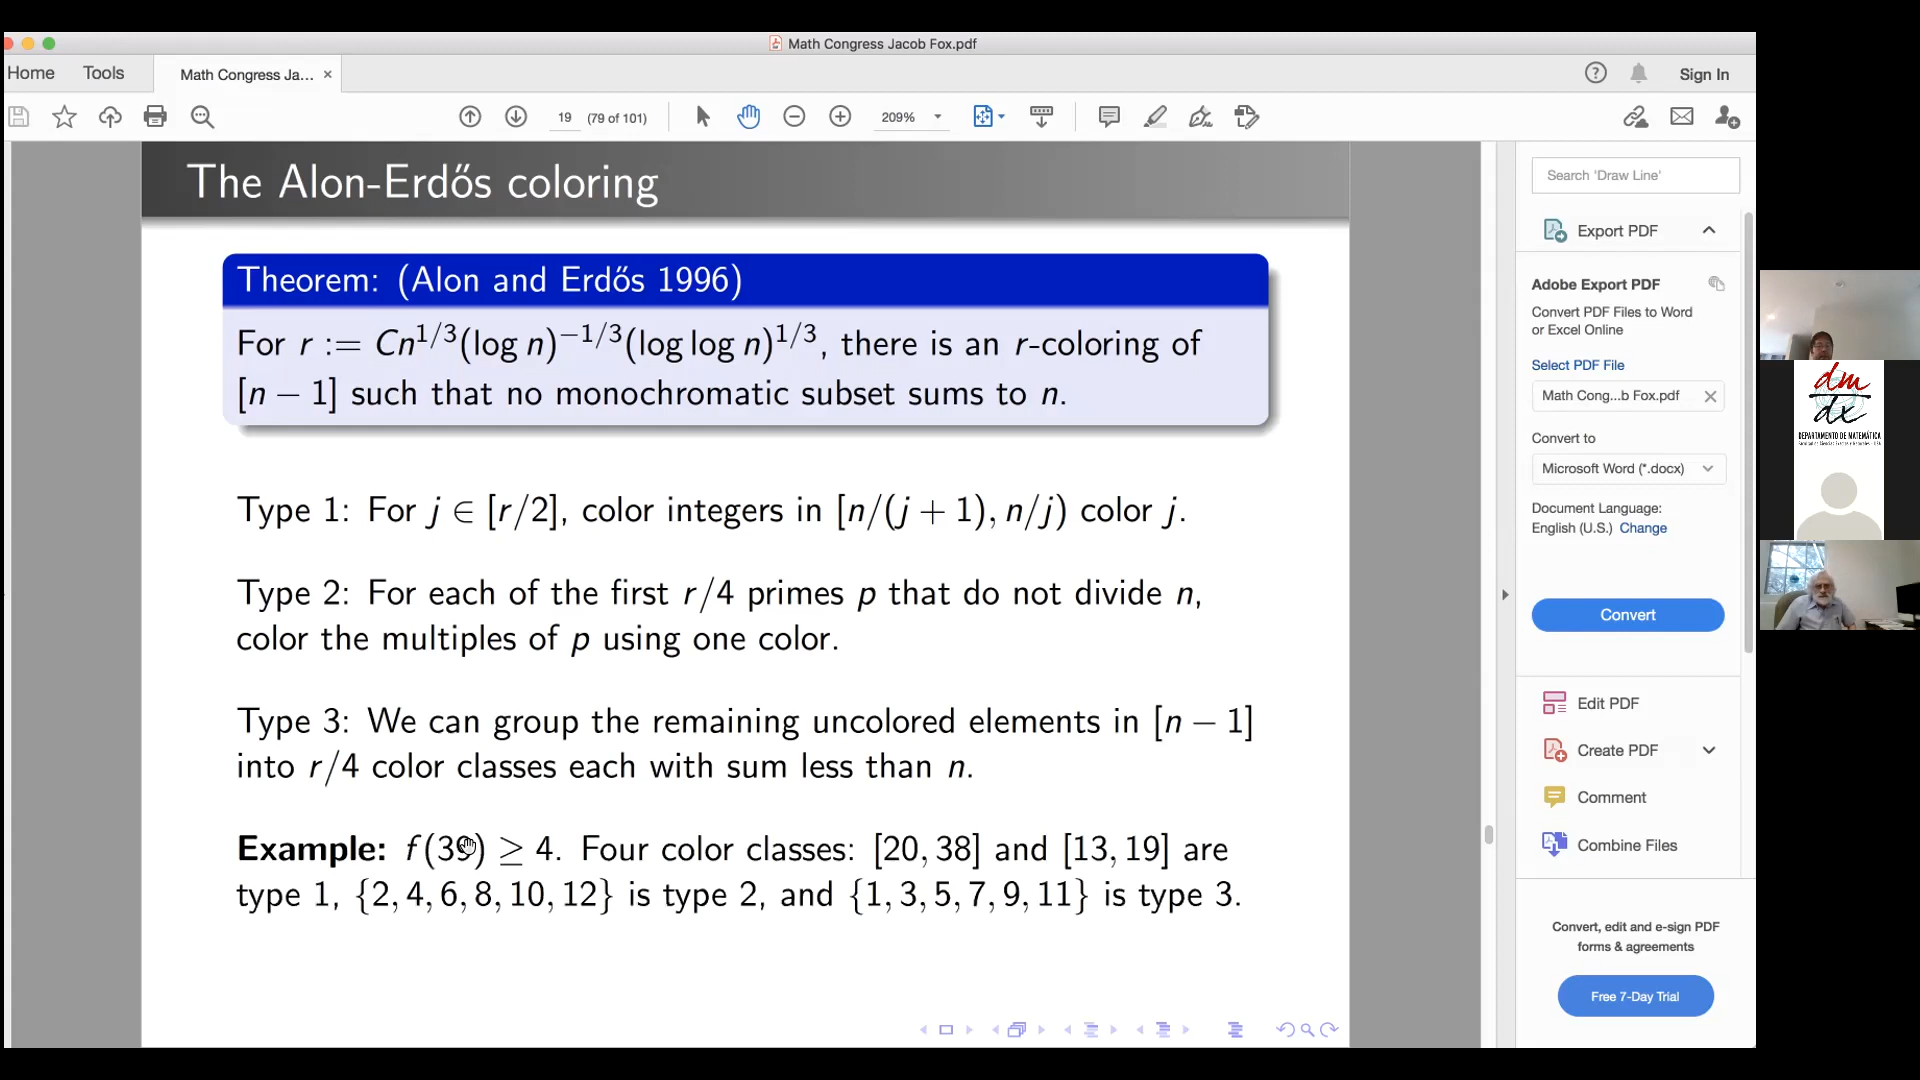 Math Congress Jacob Fox.pdf
Home Tools Math Congress Ja... × Sign In
19 (79 of 101) 209%
The Alon-Erdős coloring
Theorem: (Alon and Erdős 1996)
For r := Cn^{1/3}(log n)^{−1/3}(log log n)^{1/3}, there is an r-coloring of
[n − 1] such that no monochromatic subset sums to n.
Type 1: For j ∈ [r/2], color integers in [n/(j + 1), n/j) color j.
Type 2: For each of the first r/4 primes p that do not divide n,
color the multiples of p using one color.
Type 3: We can group the remaining uncolored elements in [n − 1]
into r/4 color classes each with sum less than n.
Example: f(39) ≥ 4. Four color classes: [20, 38] and [13, 19] are
type 1, {2, 4, 6, 8, 10, 12} is type 2, and {1, 3, 5, 7, 9, 11} is type 3.
Search 'Draw Line'
Export PDF
Adobe Export PDF
Convert PDF Files to Word
or Excel Online
Select PDF File
Math Cong...b Fox.pdf
Convert to
Microsoft Word (*.docx)
Document Language:
English (U.S.) Change
Convert
Edit PDF
Create PDF
Comment
Combine Files
Convert, edit and e-sign PDF
forms & agreements
Free 7-Day Trial
dm
dx
DEPARTAMENTO DE MATEMÁTICA